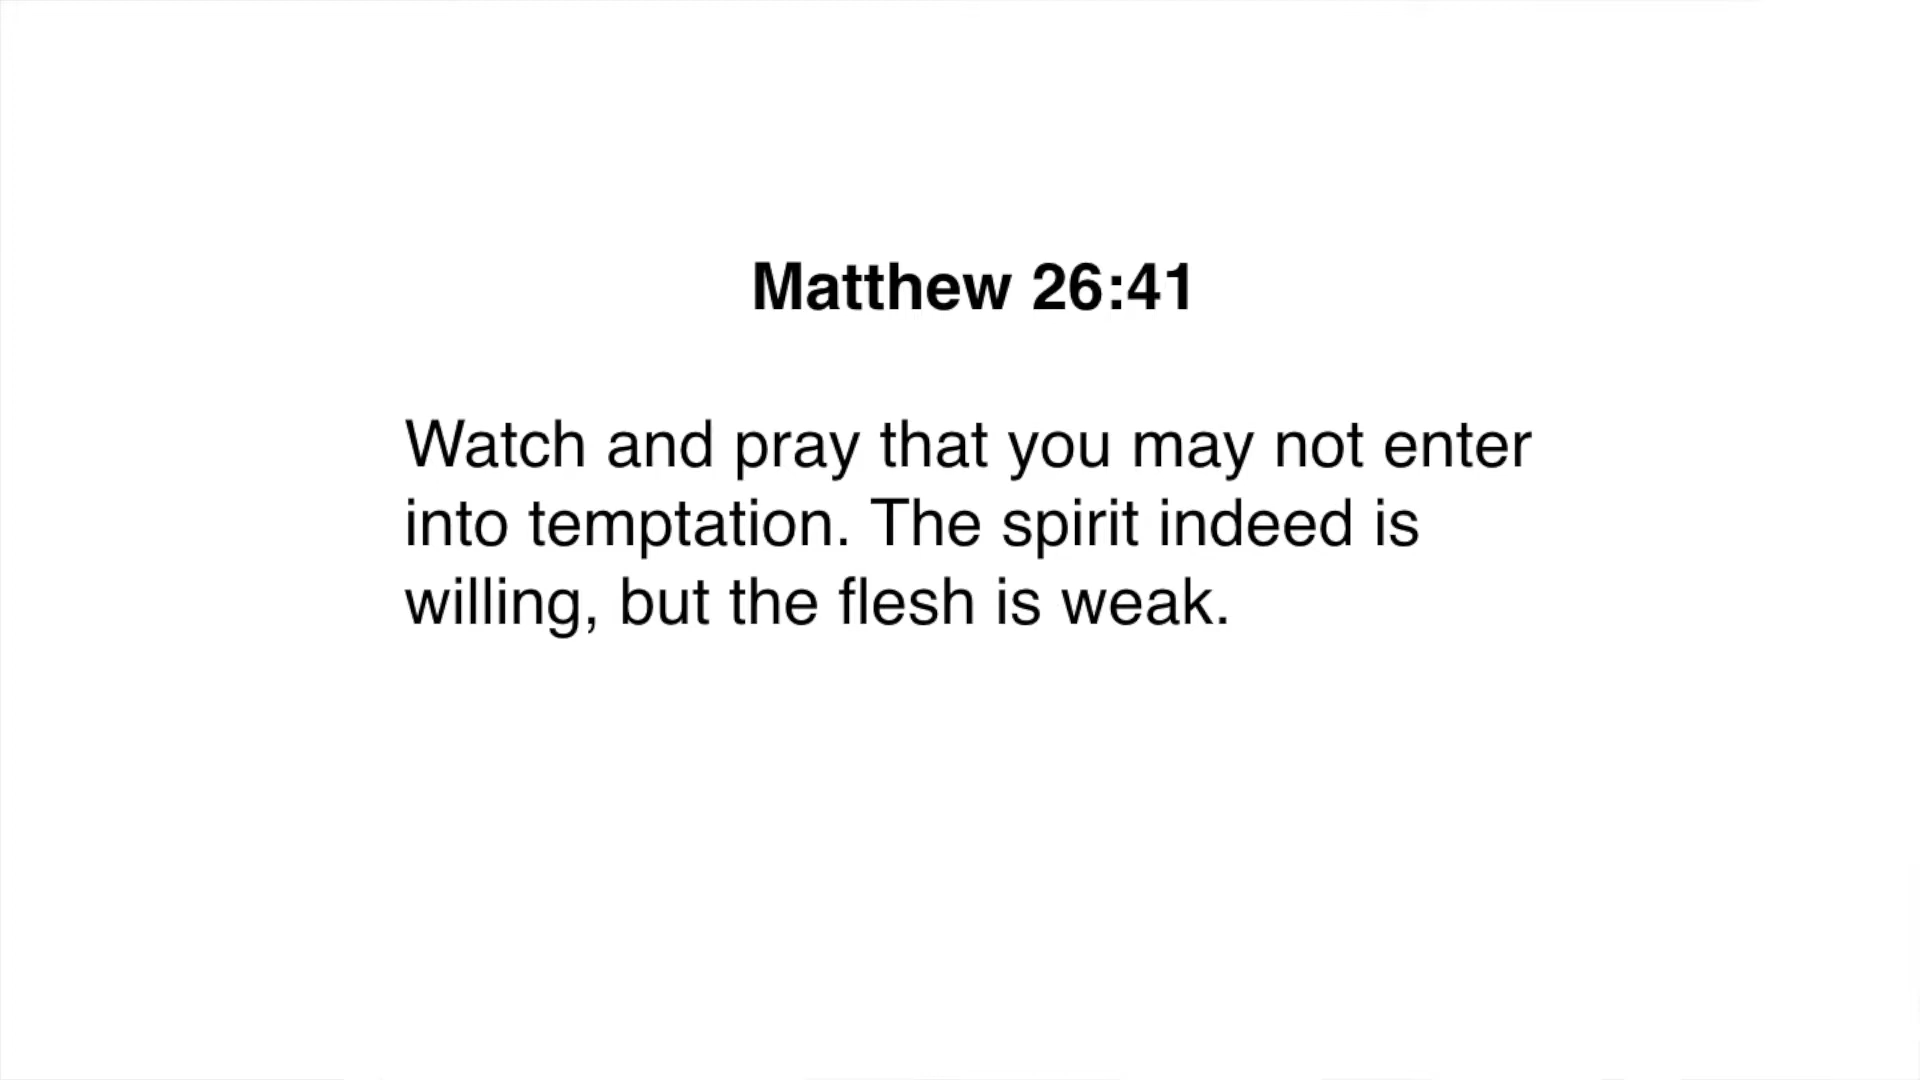 Matthew 26:41
Watch and pray that you may not enter
into temptation. The spirit indeed is
willing, but the flesh is weak.